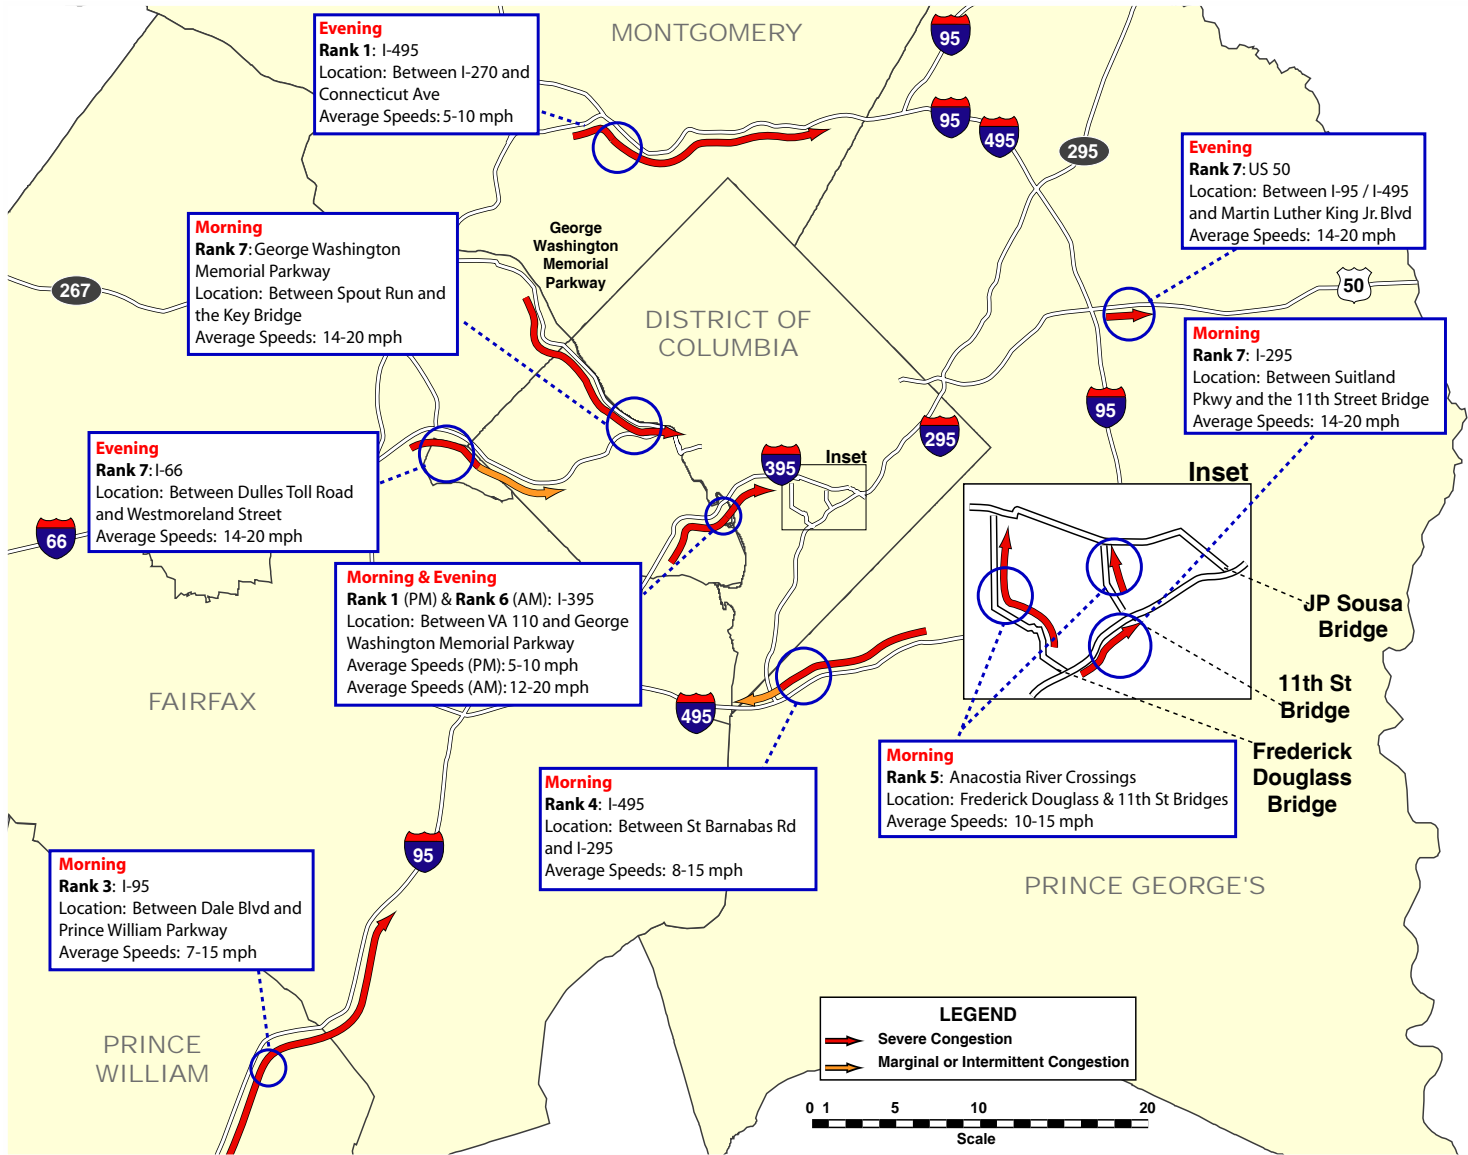 MONTGOMERY
Evening
Rank 1: I-495
Location: Between I-270 and
Connecticut Ave
Average Speeds: 5-10 mph
95
95
495
295
Evening
Rank 7: US 50
Location: Between I-95 / I-495
and Martin Luther King Jr. Blvd
Average Speeds: 14-20 mph
Morning
Rank 7: George Washington
Memorial Parkway
Location: Between Spout Run and
the Key Bridge
Average Speeds: 14-20 mph
George
Washington
Memorial
Parkway
267
50
DISTRICT OF
COLUMBIA
Morning
Rank 7: I-295
Location: Between Suitland
Pkwy and the 11th Street Bridge
Average Speeds: 14-20 mph
95
295
Evening
Rank 7: I-66
Location: Between Dulles Toll Road
and Westmoreland Street
Average Speeds: 14-20 mph
66
395
Inset
Inset
Morning & Evening
Rank 1 (PM) & Rank 6 (AM): I-395
Location: Between VA 110 and George
Washington Memorial Parkway
Average Speeds (PM): 5-10 mph
Average Speeds (AM): 12-20 mph
JP Sousa
Bridge
11th St
Bridge
Frederick
Douglass
Bridge
FAIRFAX
495
Morning
Rank 5: Anacostia River Crossings
Location: Frederick Douglass & 11th St Bridges
Average Speeds: 10-15 mph
Morning
Rank 4: I-495
Location: Between St Barnabas Rd
and I-295
Average Speeds: 8-15 mph
95
Morning
Rank 3: I-95
Location: Between Dale Blvd and
Prince William Parkway
Average Speeds: 7-15 mph
PRINCE GEORGE'S
PRINCE
WILLIAM
LEGEND
Severe Congestion
Marginal or Intermittent Congestion
0 1 5 10 20
Scale